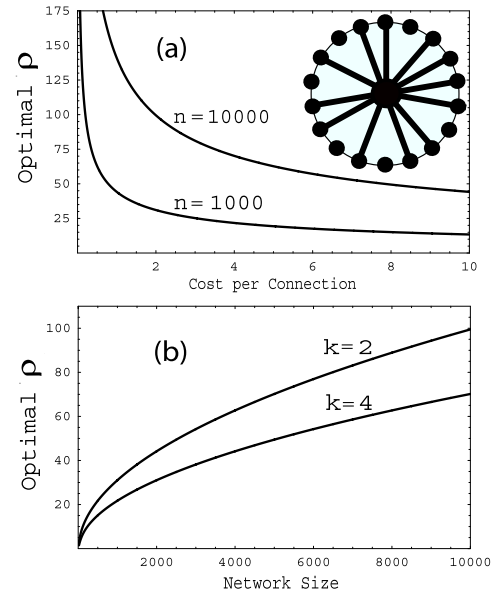 175
150
(a)
125
n=10000
100
Optimal ρ
75
50
n=1000
25
2 4 6 8 10
Cost per Connection
100
(b)
k=2
80
Optimal ρ
k=4
60
40
20
2000 4000 6000 8000 10000
Network Size